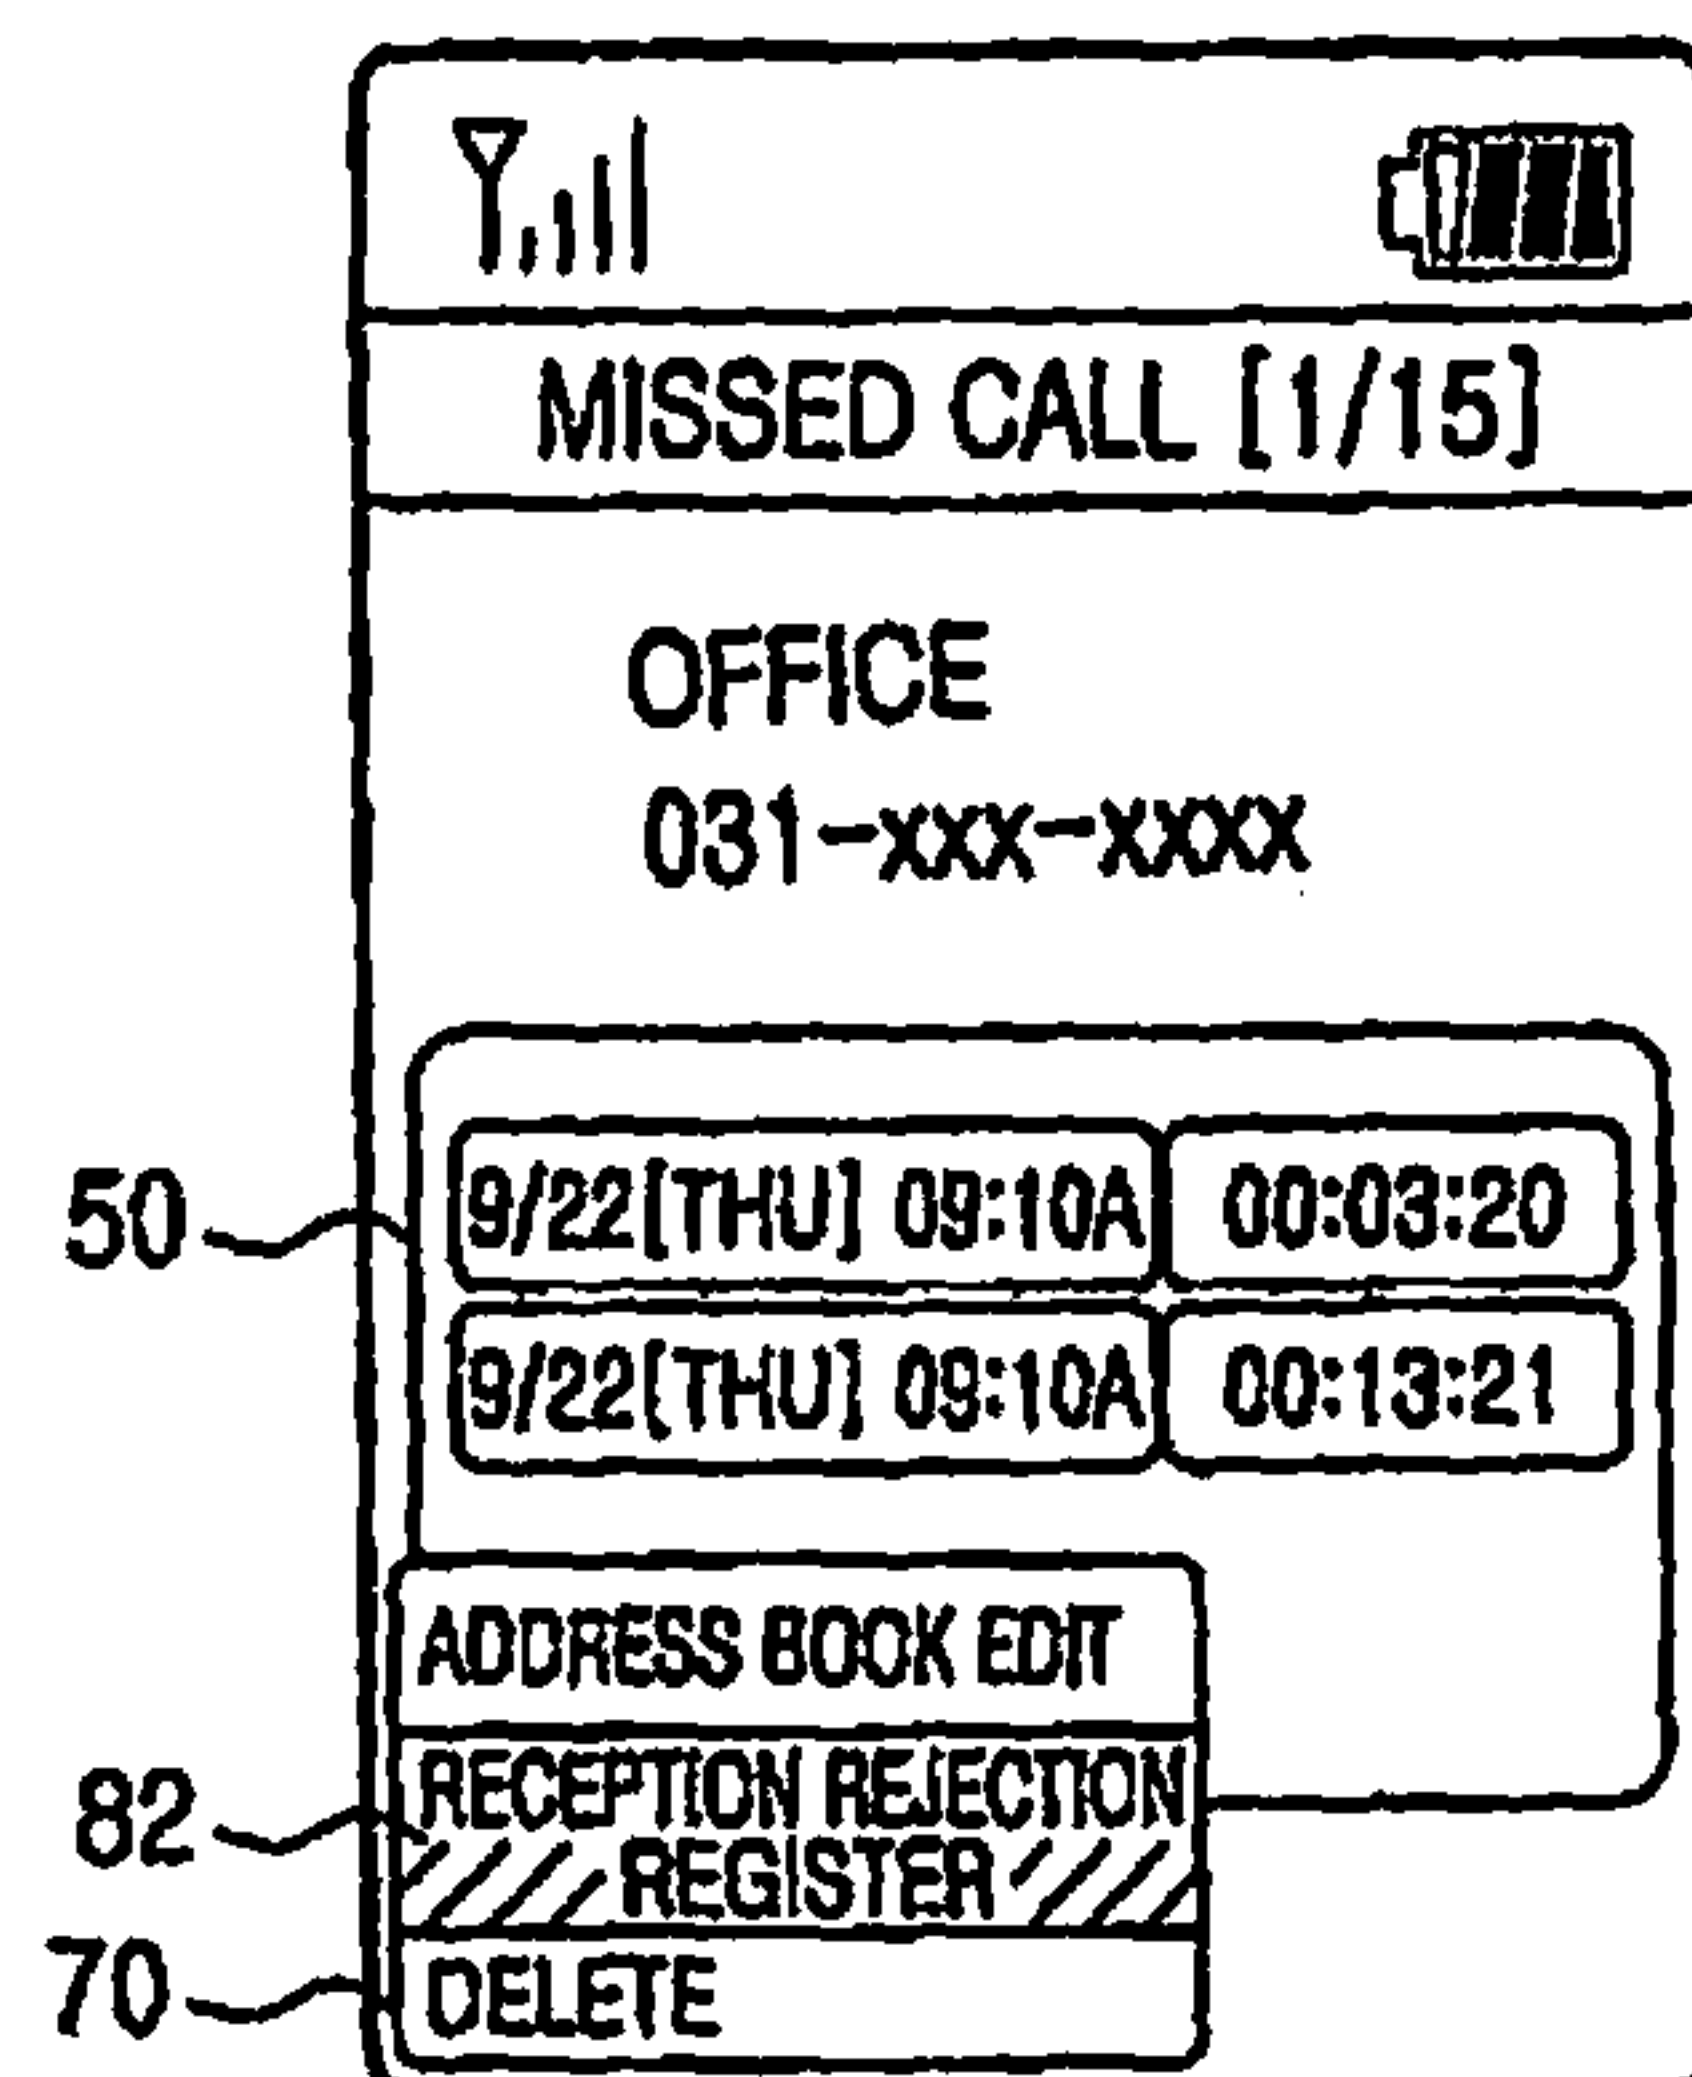 MISSED CALL [1/15]
OFFICE
031-xxx-xxxx
50
9/22[THU] 09:10A 00:03:20
9/22[THU] 09:10A 00:13:21
ADDRESS BOOK EDIT
82
RECEPTION REJECTION
REGISTER
70
DELETE